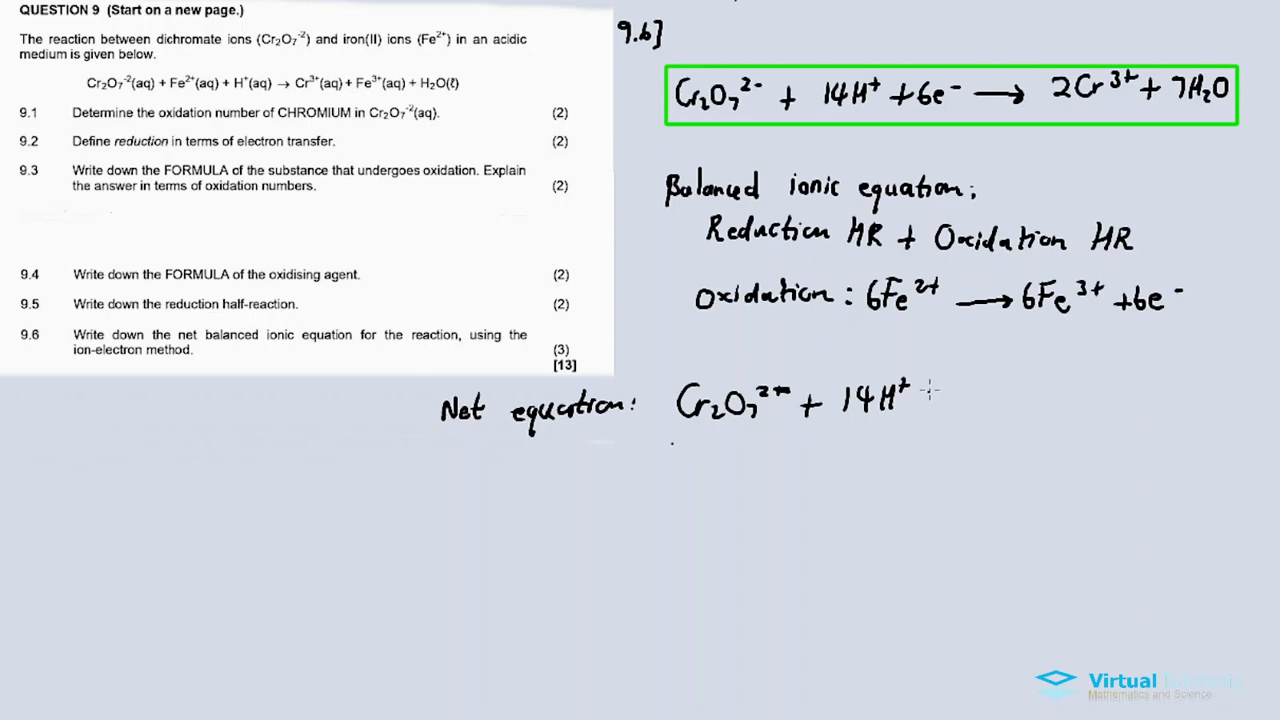 QUESTION 9 (Start on a new page.)
The reaction between dichromate ions (Cr₂O₇⁻²) and iron(II) ions (Fe²⁺) in an acidic
medium is given below.
Cr₂O₇⁻²(aq) + Fe²⁺(aq) + H⁺(aq) → Cr³⁺(aq) + Fe³⁺(aq) + H₂O(ℓ)
9.1 Determine the oxidation number of CHROMIUM in Cr₂O₇⁻²(aq). (2)
9.2 Define reduction in terms of electron transfer. (2)
9.3 Write down the FORMULA of the substance that undergoes oxidation. Explain
the answer in terms of oxidation numbers. (2)
9.4 Write down the FORMULA of the oxidising agent. (2)
9.5 Write down the reduction half-reaction. (2)
9.6 Write down the net balanced ionic equation for the reaction, using the
ion-electron method. (3)
[13]
9.6]
Cr₂O₇²⁻ + 14H⁺ + 6e⁻ → 2Cr³⁺ + 7H₂O
Balanced ionic equation;
Reduction HR + Oxidation HR
Oxidation : 6Fe²⁺ → 6Fe³⁺ + 6e⁻
Net equation: Cr₂O₇²⁻ + 14H⁺
Virtual
Mathematics and Science